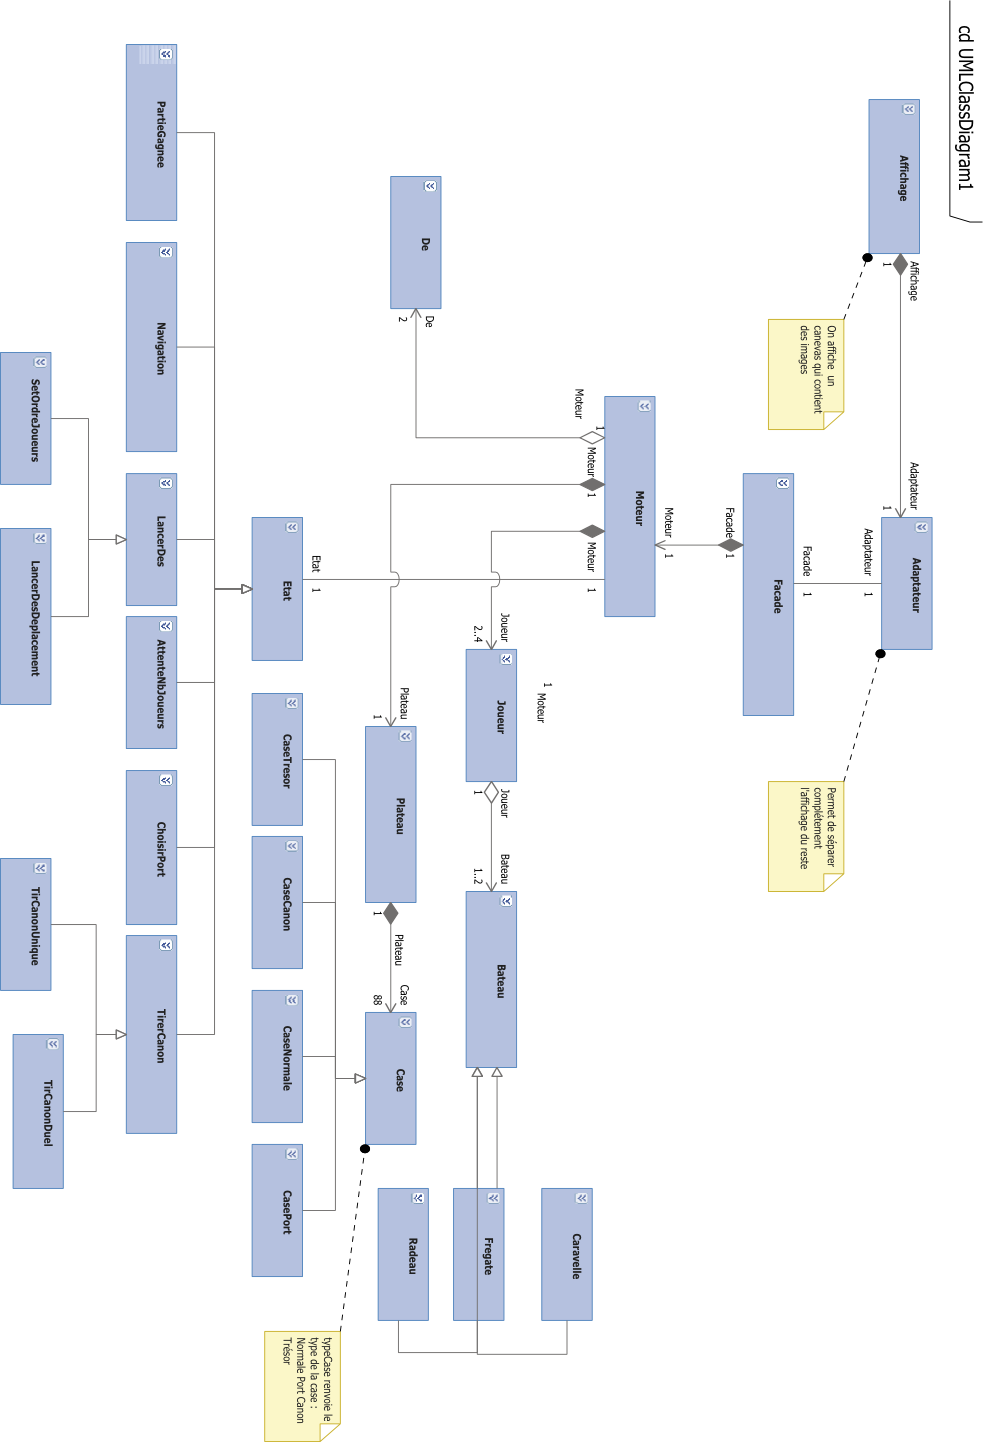 cd UMLClassDiagram1
Affichage
Affichage
1
Adaptateur
1
Adaptateur
On affiche un
canevas qui contient
des images
Permet de séparer
complétement
l'affichage du reste
Adaptateur
1
Facade
1
Facade
Facade
1
Moteur
1
Moteur
De
De
2
Moteur
1
Moteur
1
Moteur
1
Joueur
2..4
1 Moteur
Joueur
Joueur
1
Bateau
1..2
Bateau
Caravelle
Fregate
Radeau
Etat
1
Etat
Plateau
1
Plateau
Plateau
1
Case
88
Case
CaseTresor
CaseCanon
CaseNormale
CasePort
typeCase renvoie le
type de la case :
Normale Port Canon
Trésor
PartieGagnee
Navigation
LancerDes
AttenteNbJoueurs
ChoisirPort
TirerCanon
SetOrdreJoueurs
LancerDesDeplacement
TirCanonUnique
TirCanonDuel